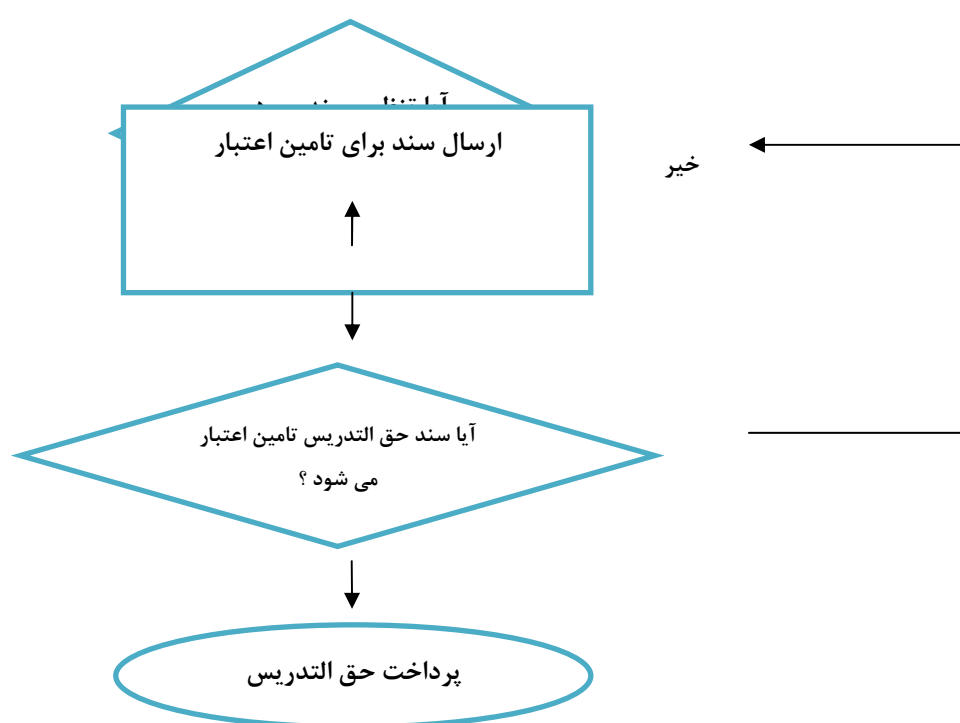 ارسال سند برای تامین اعتبار
خیر
آیا سند حق التدریس تامین اعتبار
می شود ؟
پرداخت حق التدریس